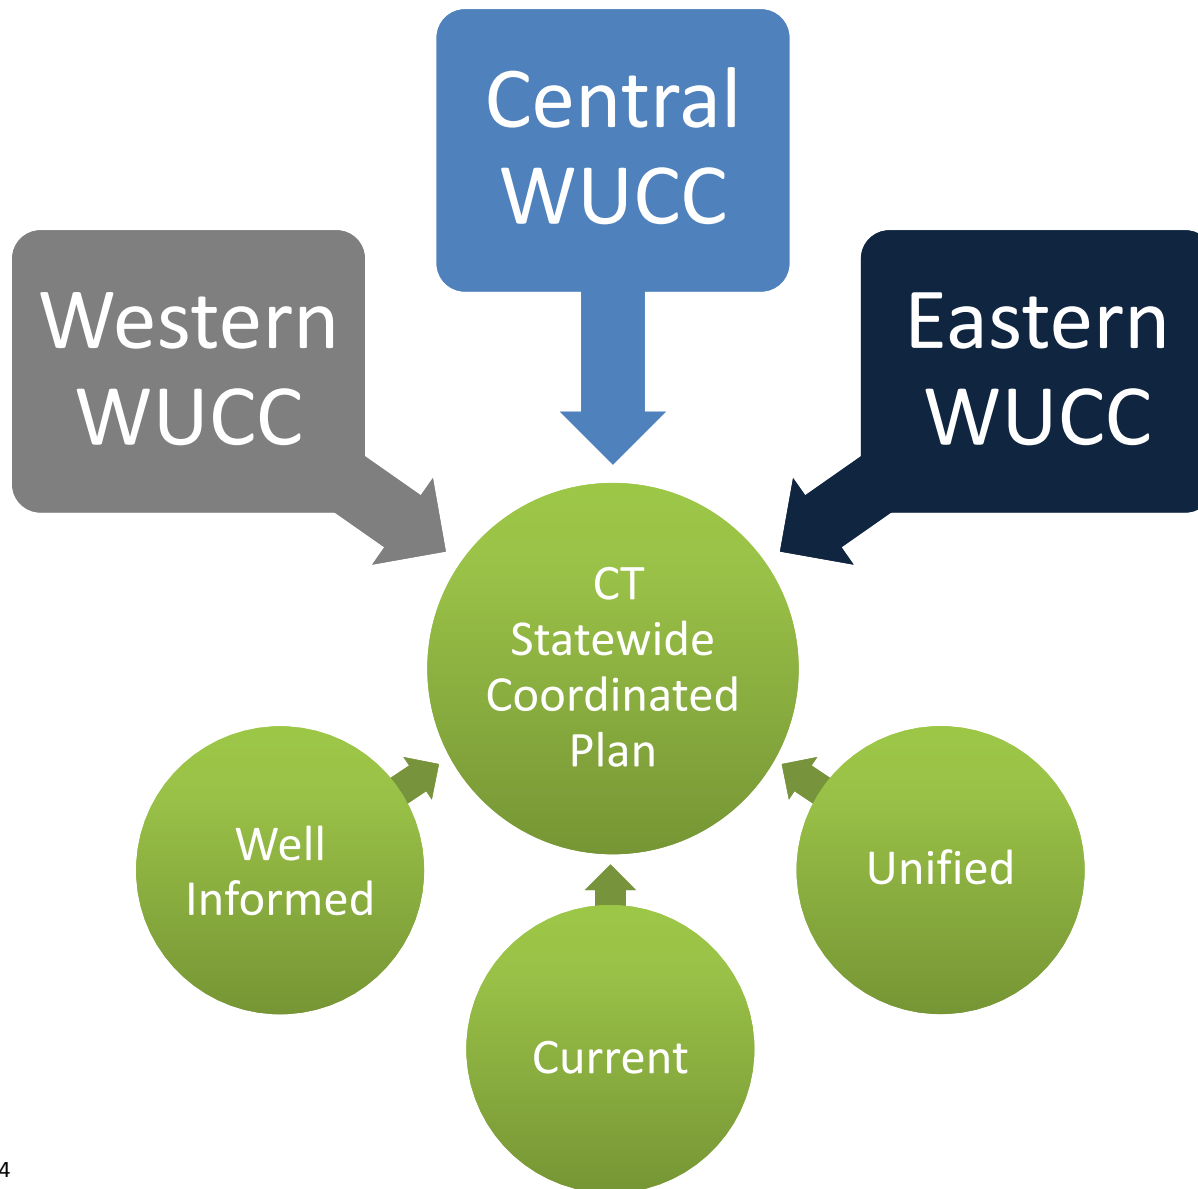 Central
WUCC
Western
WUCC
Eastern
WUCC
CT
Statewide
Coordinated
Plan
Well
Informed
Unified
Current
4